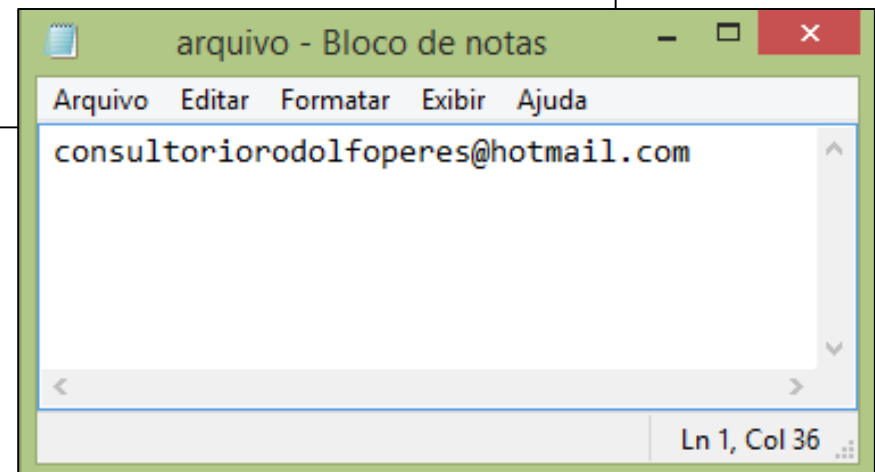 arquivo - Bloco de notas
Arquivo Editar Formatar Exibir Ajuda
consultoriorodolfoperes@hotmail.com
Ln 1, Col 36